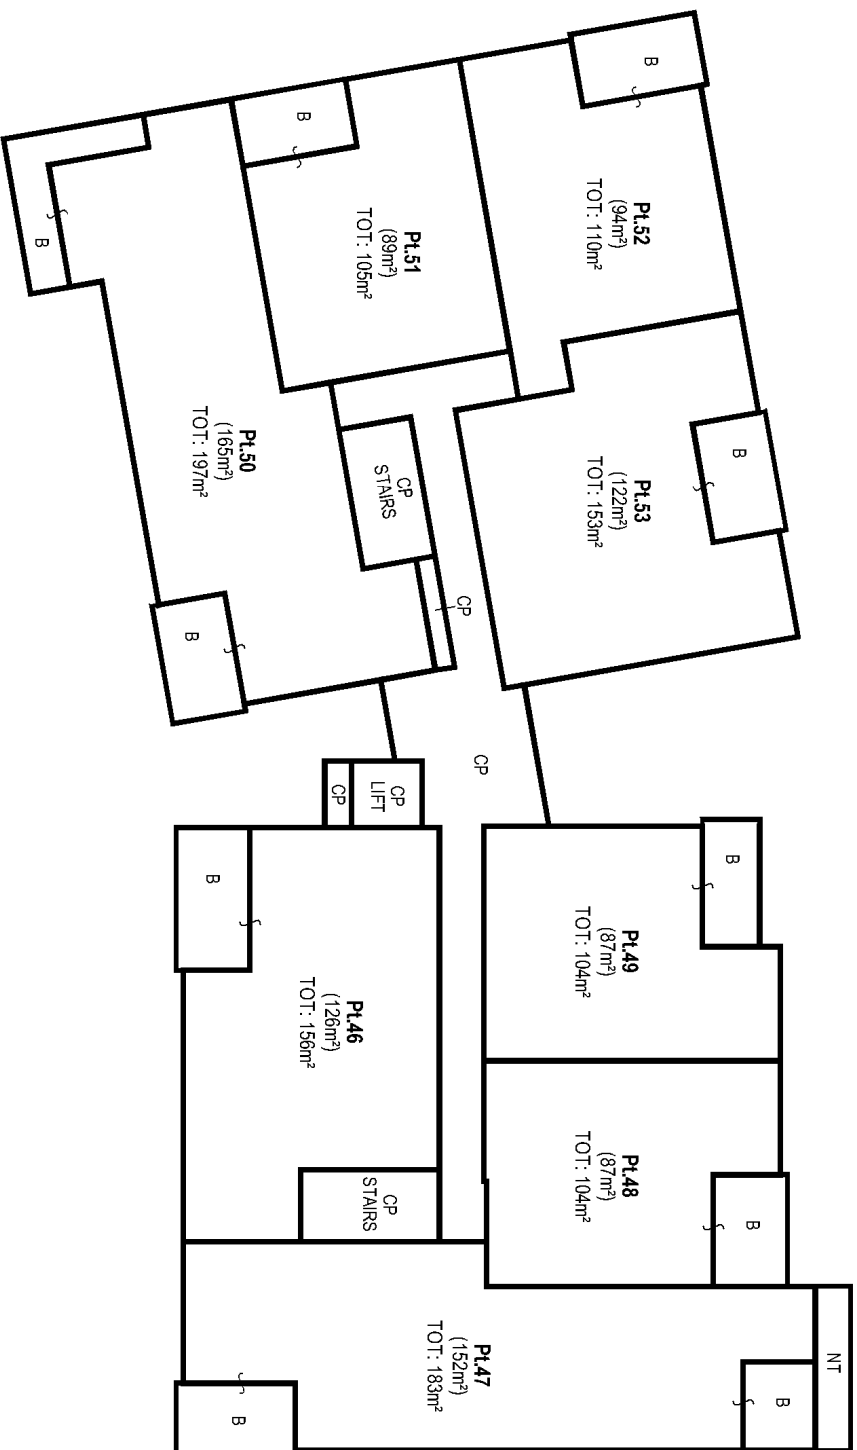 B
Pt.52
(94m²)
TOT: 110m²
B
Pt.51
(89m²)
TOT: 105m²
B
Pt.50
(165m²)
TOT: 197m²
B
CP
STAIRS
B
Pt.53
(122m²)
TOT: 153m²
CP
CP
CP
LIFT
CP
B
Pt.49
(87m²)
TOT: 104m²
B
Pt.46
(126m²)
TOT: 156m²
CP
STAIRS
Pt.48
(87m²)
TOT: 104m²
B
Pt.47
(152m²)
TOT: 183m²
B
B
NT